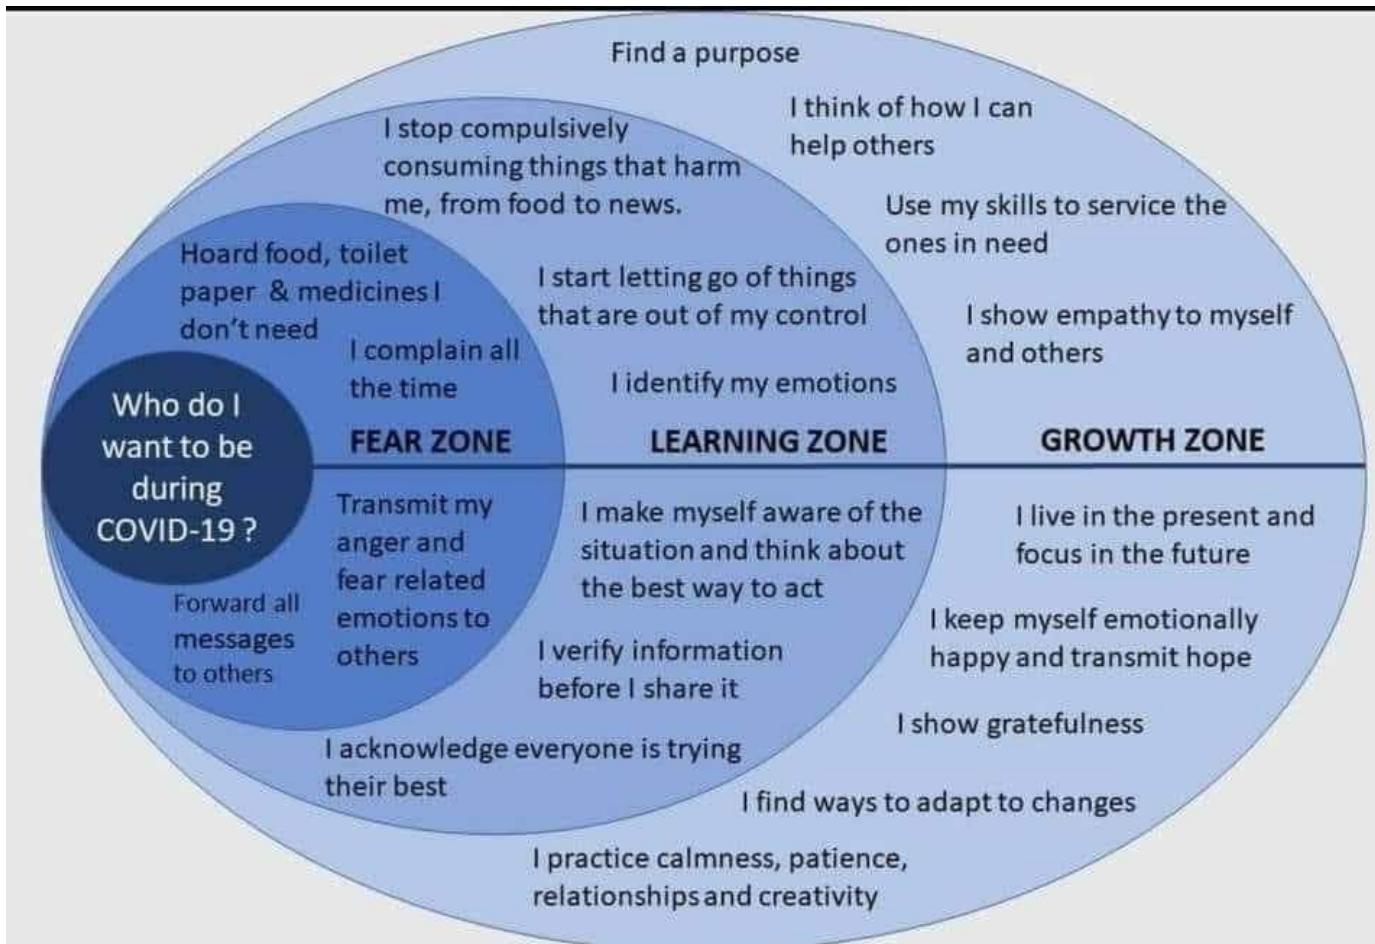 Find a purpose
I think of how I can
help others
Use my skills to service the
ones in need
I show empathy to myself
and others
I stop compulsively
consuming things that harm
me, from food to news.
I start letting go of things
that are out of my control
I identify my emotions
Hoard food, toilet
paper & medicines I
don't need
I complain all
the time
Who do I
want to be
during
COVID-19 ?
FEAR ZONE
LEARNING ZONE
GROWTH ZONE
Transmit my
anger and
fear related
emotions to
others
Forward all
messages
to others
I make myself aware of the
situation and think about
the best way to act
I verify information
before I share it
I acknowledge everyone is trying
their best
I live in the present and
focus in the future
I keep myself emotionally
happy and transmit hope
I show gratefulness
I find ways to adapt to changes
I practice calmness, patience,
relationships and creativity